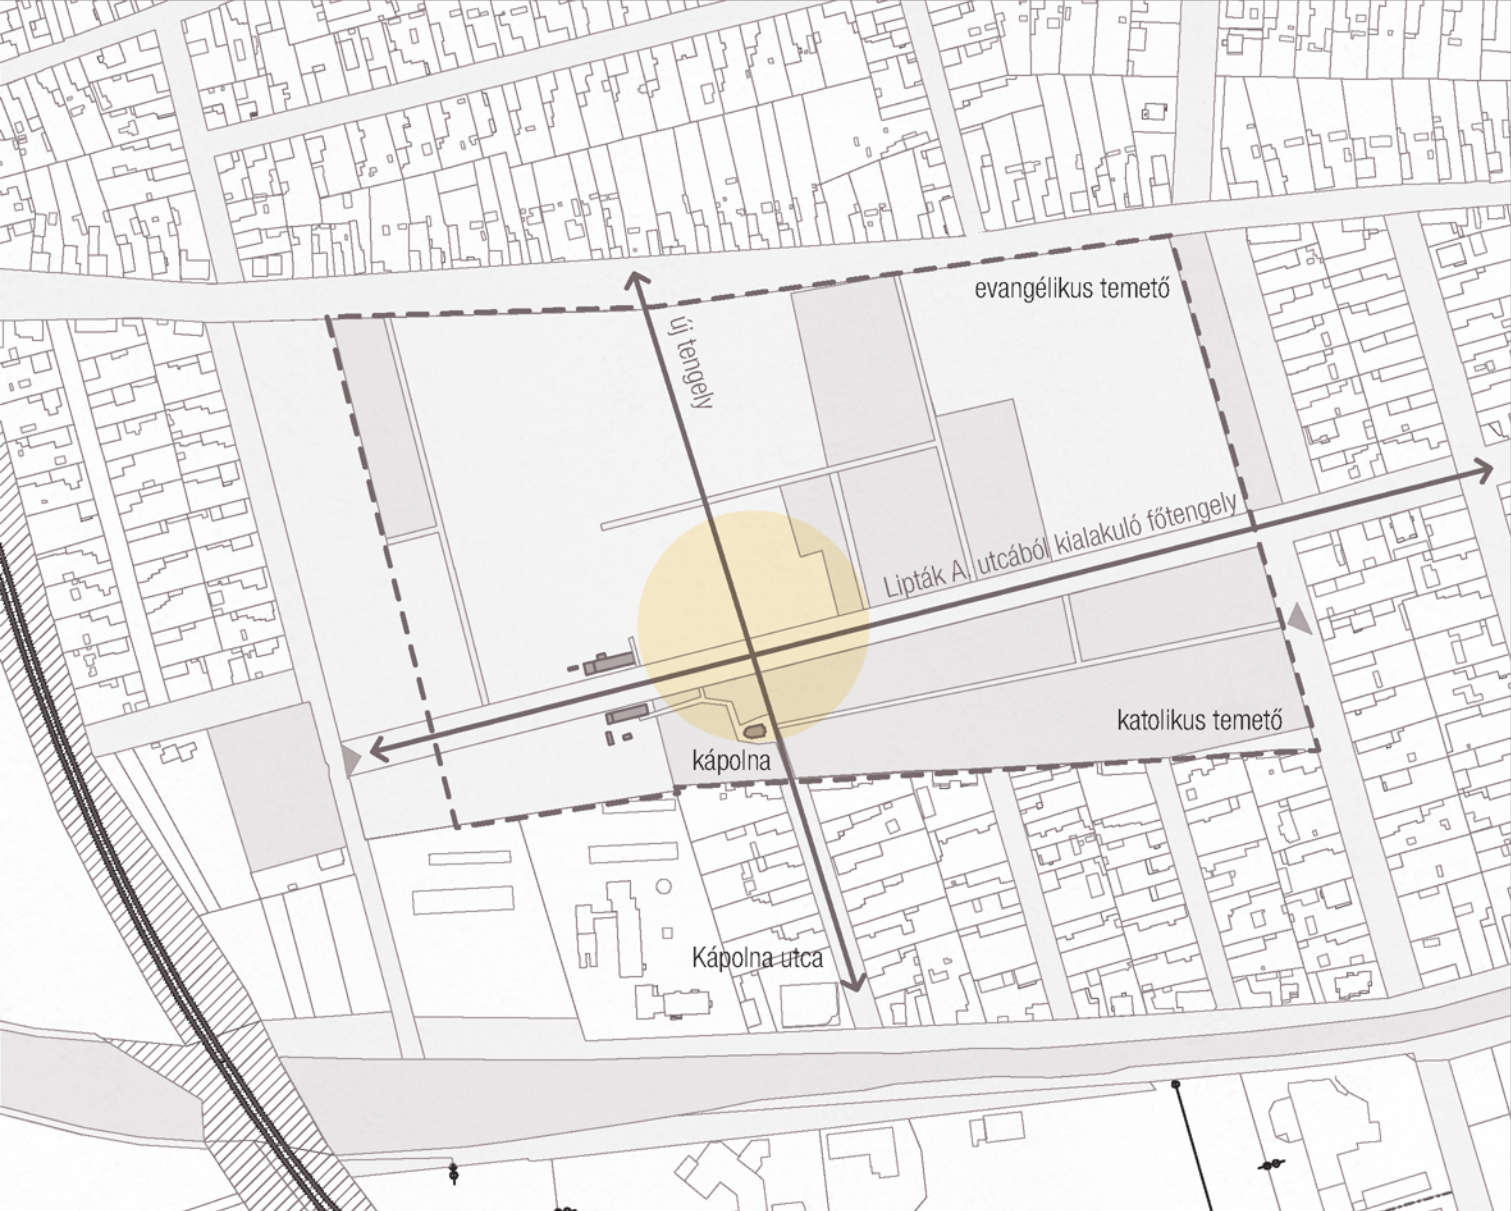 evangélikus temető
új tengely
Lipták A. utcából kialakuló főtengely
katolikus temető
kápolna
Kápolna utca